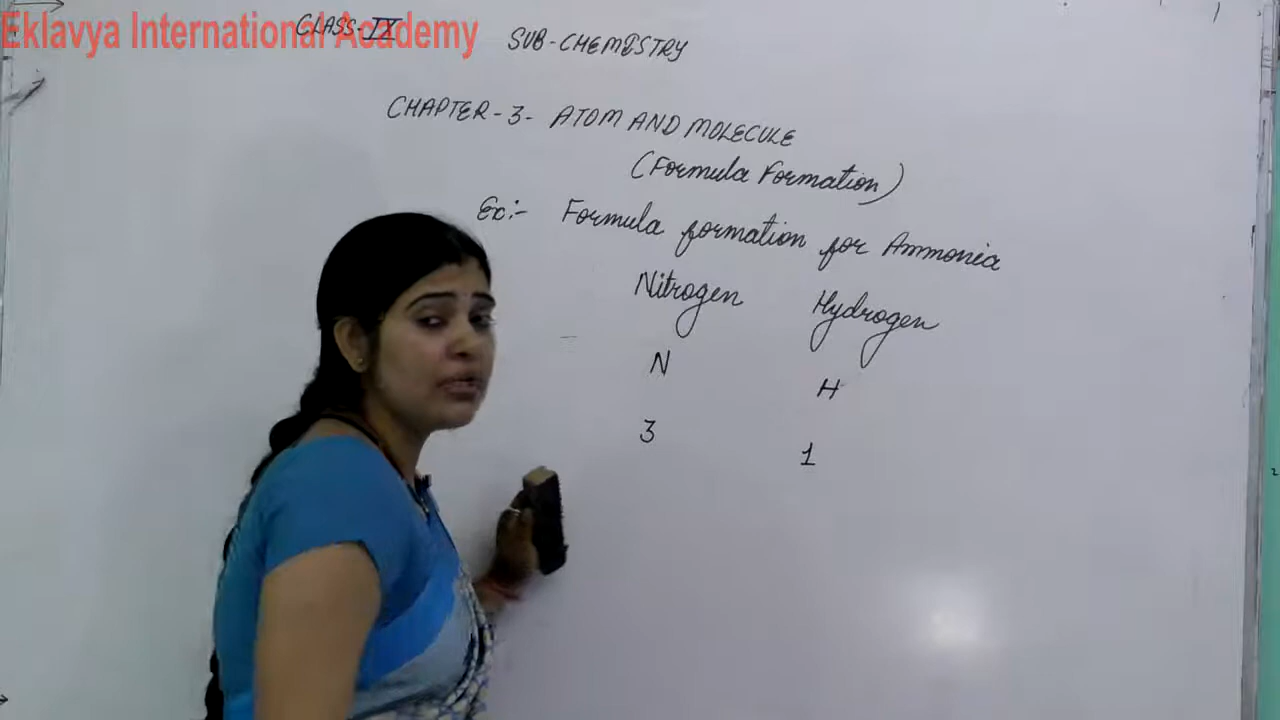 Eklavya International Academy
CLASS-IX
SUB-CHEMISTRY
CHAPTER-3- ATOM AND MOLECULE
(Formula Formation)
Ex:- Formula formation for Ammonia
Nitrogen Hydrogen
N H
3 1